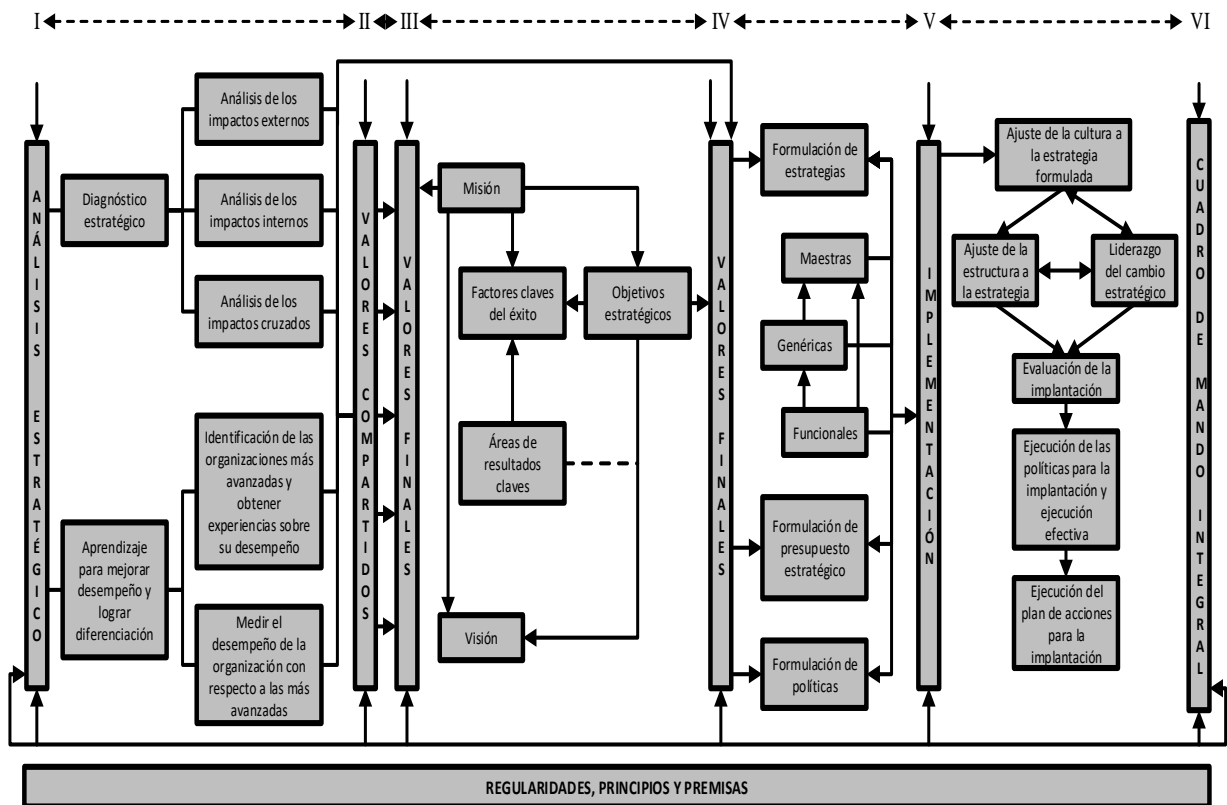 I
II
III
IV
V
VI
ANÁLISIS ESTRATÉGICO
Diagnóstico
estratégico
Análisis de los
impactos externos
Análisis de los
impactos internos
Análisis de los
impactos cruzados
Aprendizaje
para mejorar
desempeño y
lograr
diferenciación
Identificación de las
organizaciones más
avanzadas y
obtener
experiencias sobre
su desempeño
Medir el
desempeño de la
organización con
respecto a las más
avanzadas
VALORES COMPARTIDOS
VALORES FINALES
Misión
Factores claves
del éxito
Objetivos
estratégicos
Áreas de
resultados
claves
Visión
VALORES FINALES
Formulación de
estrategias
Maestras
Genéricas
Funcionales
Formulación de
presupuesto
estratégico
Formulación de
políticas
IMPLEMENTACIÓN
Ajuste de la cultura a
la estrategia
formulada
Ajuste de la
estructura a
la estrategia
Liderazgo
del cambio
estratégico
Evaluación de la
implantación
Ejecución de las
políticas para la
implantación y
ejecución
efectiva
Ejecución del
plan de acciones
para la
implantación
CUADRO DE MANDO INTEGRAL
REGULARIDADES, PRINCIPIOS Y PREMISAS